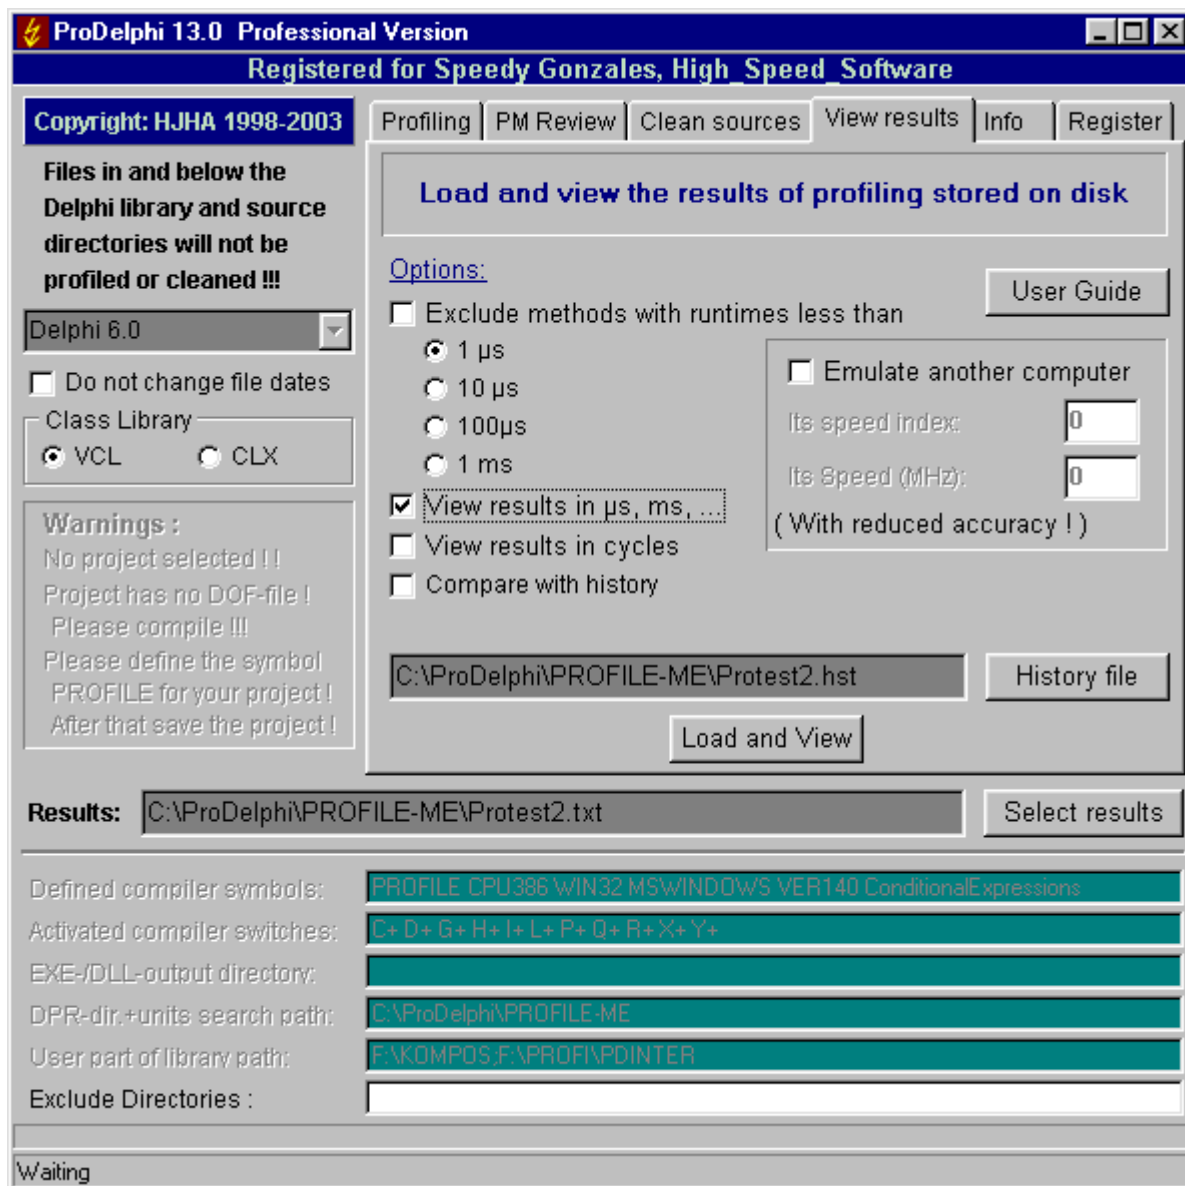 ProDelphi 13.0 Professional Version
Registered for Speedy Gonzales, High_Speed_Software
Copyright: HJHA 1998-2003
Files in and below the
Delphi library and source
directories will not be
profiled or cleaned !!!
Delphi 6.0
Do not change file dates
Class Library
VCL CLX
Warnings :
No project selected ! !
Project has no DOF-file !
Please compile !!!
Please define the symbol
PROFILE for your project !
After that save the project !
Profiling PM Review Clean sources View results Info Register
Load and view the results of profiling stored on disk
Options:
User Guide
Exclude methods with runtimes less than
1 µs
10 µs
100µs
1 ms
View results in µs, ms, ...
View results in cycles
Compare with history
Emulate another computer
Its speed index: 0
Its Speed (MHz): 0
( With reduced accuracy ! )
C:\ProDelphi\PROFILE-ME\Protest2.hst History file
Load and View
Results: C:\ProDelphi\PROFILE-ME\Protest2.txt Select results
Defined compiler symbols: PROFILE CPU386 WIN32 MSWINDOWS VER140 ConditionalExpressions
Activated compiler switches: C+ D+ G+ H+ I+ L+ P+ Q+ R+ X+ Y+
EXE-/DLL-output directory:
DPR-dir.+units search path: C:\ProDelphi\PROFILE-ME
User part of library path: F:\KOMPOS;F:\PROFI\PDINTER
Exclude Directories :
Waiting